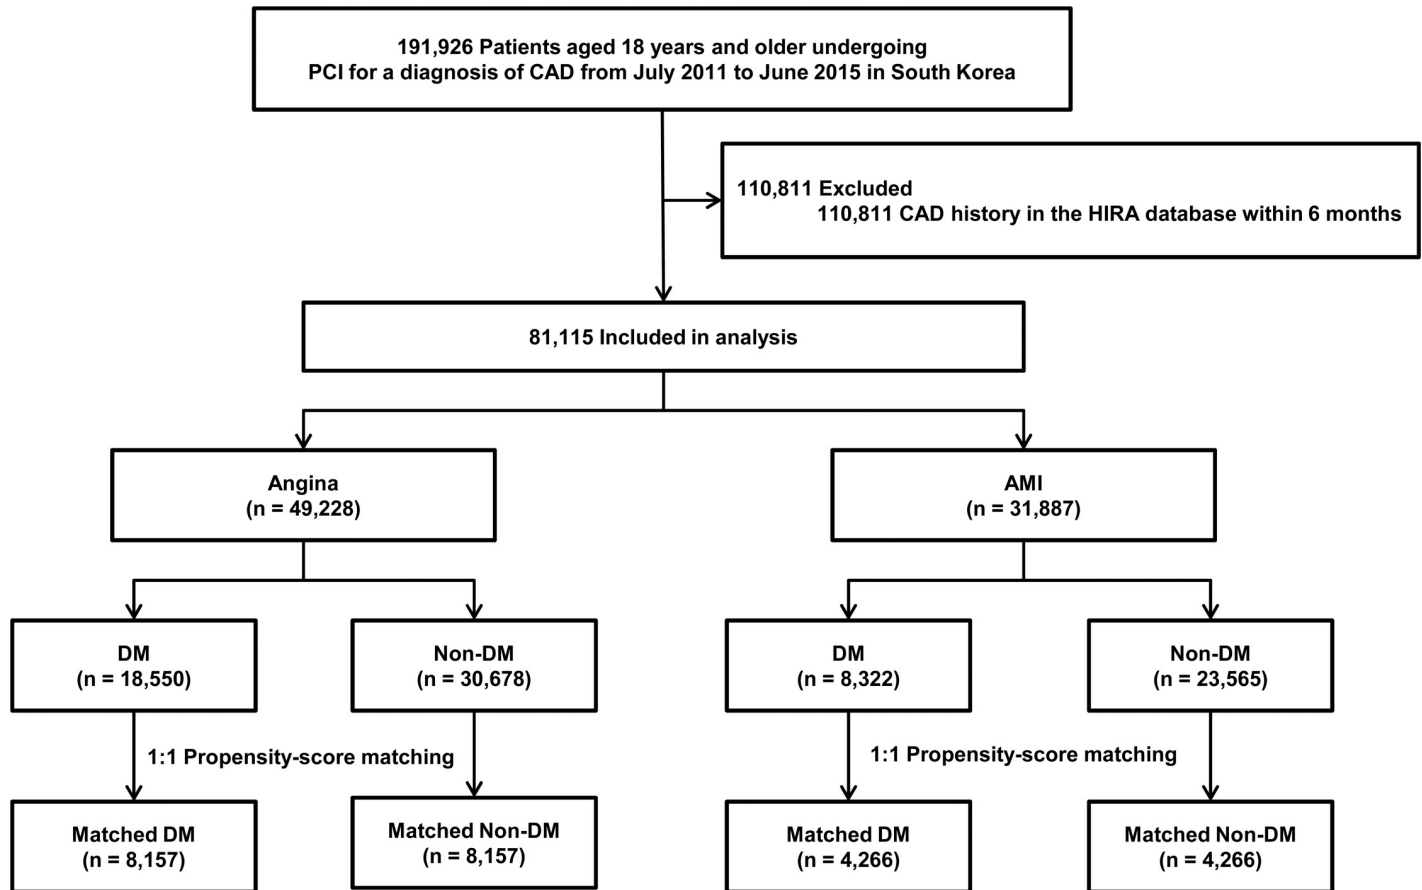 191,926 Patients aged 18 years and older undergoing
PCI for a diagnosis of CAD from July 2011 to June 2015 in South Korea
110,811 Excluded
110,811 CAD history in the HIRA database within 6 months
81,115 Included in analysis
Angina
(n = 49,228)
AMI
(n = 31,887)
DM
(n = 18,550)
Non-DM
(n = 30,678)
DM
(n = 8,322)
Non-DM
(n = 23,565)
1:1 Propensity-score matching
1:1 Propensity-score matching
Matched DM
(n = 8,157)
Matched Non-DM
(n = 8,157)
Matched DM
(n = 4,266)
Matched Non-DM
(n = 4,266)